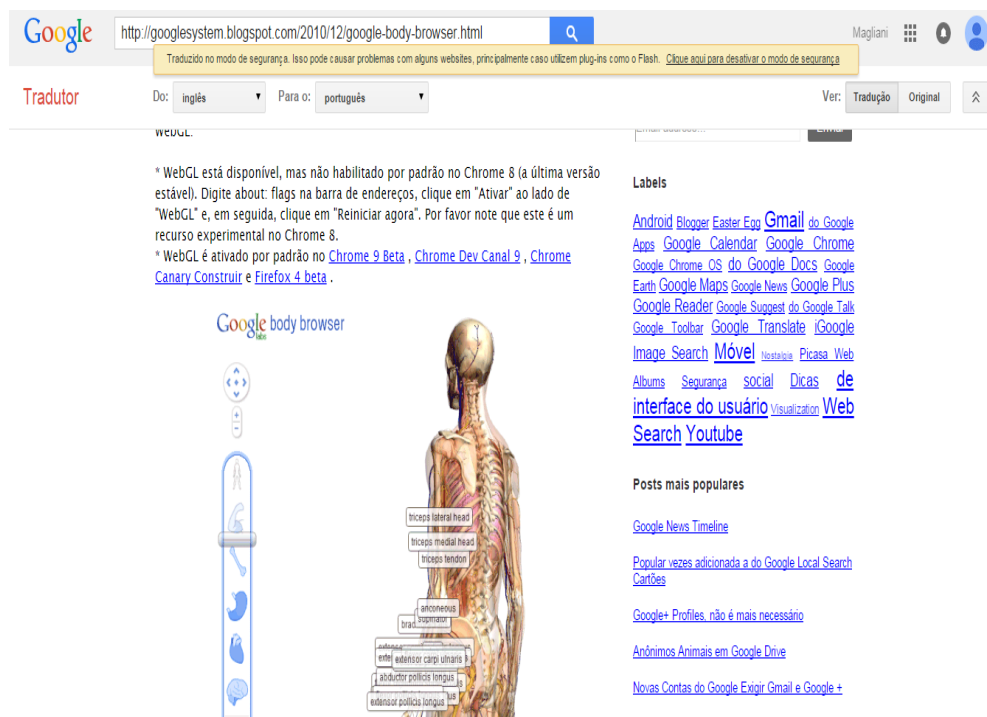 Google
http://googlesystem.blogspot.com/2010/12/google-body-browser.html
Magliani
Traduzido no modo de segurança. Isso pode causar problemas com alguns websites, principalmente caso utilizem plug-ins como o Flash. Clique aqui para desativar o modo de segurança
Tradutor
Do: inglês
Para o: português
Ver: Tradução Original
WebGL.
* WebGL está disponível, mas não habilitado por padrão no Chrome 8 (a última versão
estável). Digite about: flags na barra de endereços, clique em "Ativar" ao lado de
"WebGL" e, em seguida, clique em "Reiniciar agora". Por favor note que este é um
recurso experimental no Chrome 8.
* WebGL é ativado por padrão no Chrome 9 Beta , Chrome Dev Canal 9 , Chrome
Canary Construir e Firefox 4 beta .
Google body browser
labs
triceps lateral head
triceps medial head
triceps tendon
anconeous
supinator
extensor carpi ulnaris
abductor pollicis longus
extensor pollicis longus
Enviar
Labels
Android Blogger Easter Egg Gmail do Google
Apps Google Calendar Google Chrome
Google Chrome OS do Google Docs Google
Earth Google Maps Google News Google Plus
Google Reader Google Suggest do Google Talk
Google Toolbar Google Translate iGoogle
Image Search Móvel Nostalgia Picasa Web
Albums Segurança social Dicas de
interface do usuário Visualization Web
Search Youtube
Posts mais populares
Google News Timeline
Popular vezes adicionada a do Google Local Search
Cartões
Google+ Profiles, não é mais necessário
Anônimos Animais em Google Drive
Novas Contas do Google Exigir Gmail e Google +